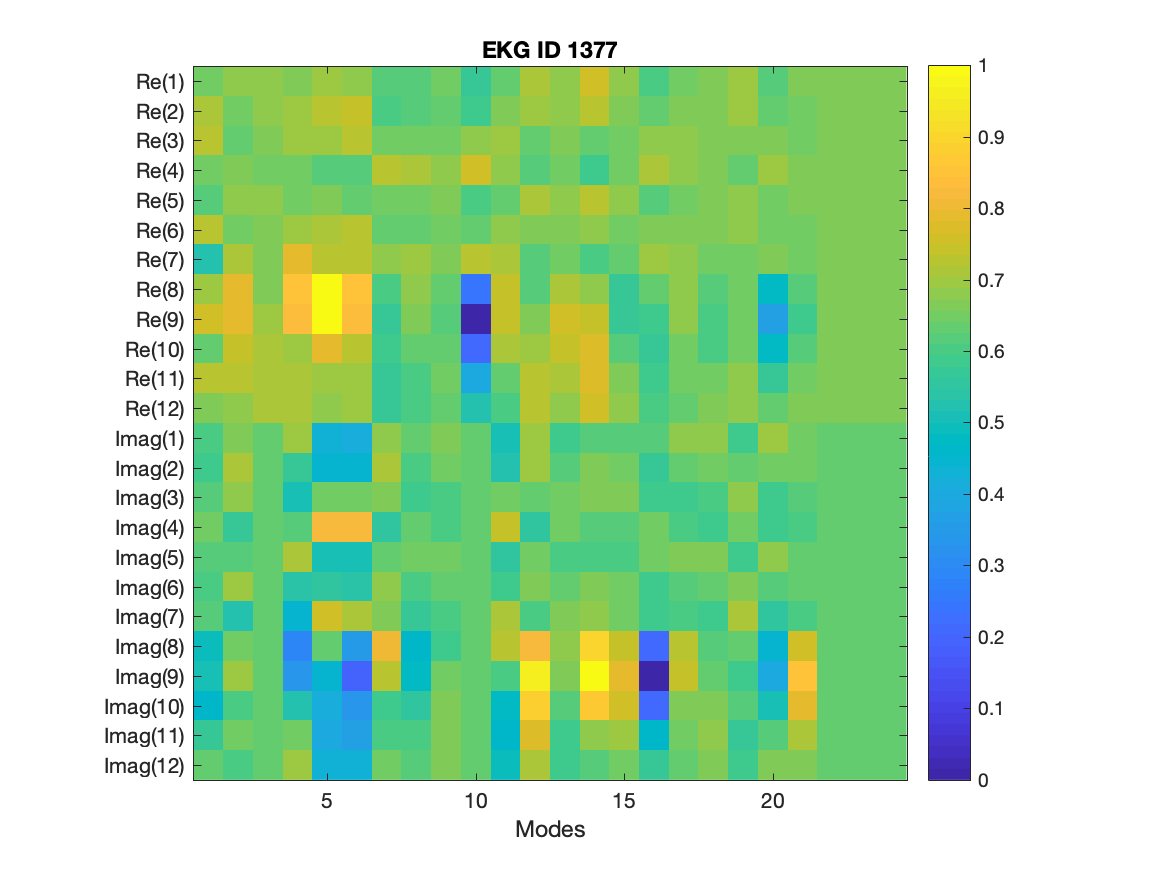 EKG ID 1377
Re(1)
Re(2)
Re(3)
Re(4)
Re(5)
Re(6)
Re(7)
Re(8)
Re(9)
Re(10)
Re(11)
Re(12)
Imag(1)
Imag(2)
Imag(3)
Imag(4)
Imag(5)
Imag(6)
Imag(7)
Imag(8)
Imag(9)
Imag(10)
Imag(11)
Imag(12)
5 10 15 20
Modes
1
0.9
0.8
0.7
0.6
0.5
0.4
0.3
0.2
0.1
0